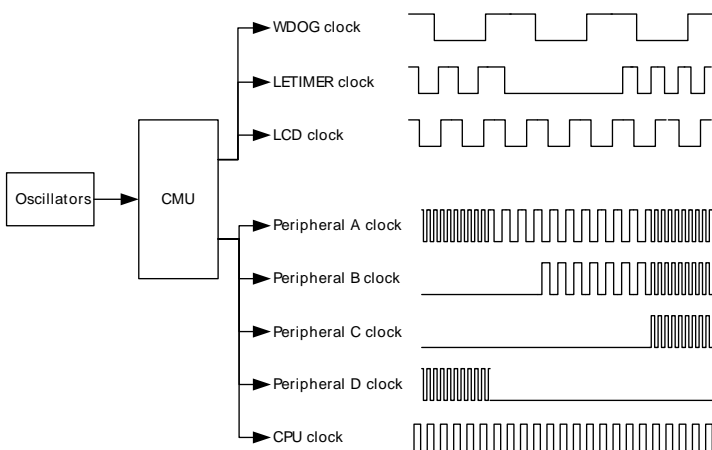 WDOG clock
LETIMER clock
LCD clock
Oscillators
CMU
Peripheral A clock
Peripheral B clock
Peripheral C clock
Peripheral D clock
CPU clock